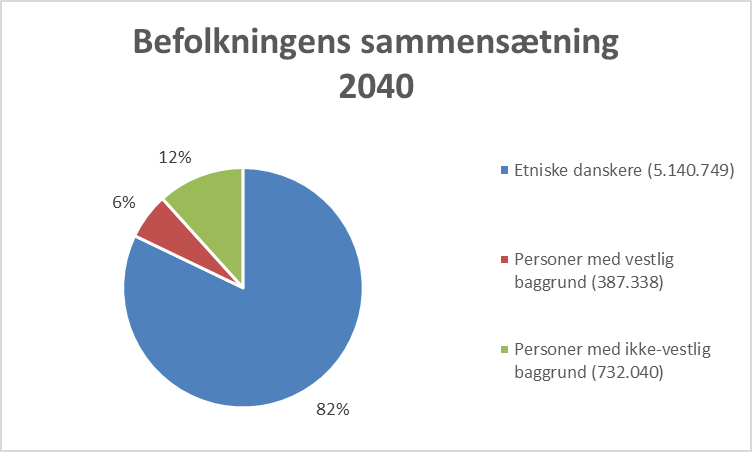 Befolkningens sammensætning
2040
12%
6%
82%
Etniske danskere (5.140.749)
Personer med vestlig
baggrund (387.338)
Personer med ikke-vestlig
baggrund (732.040)